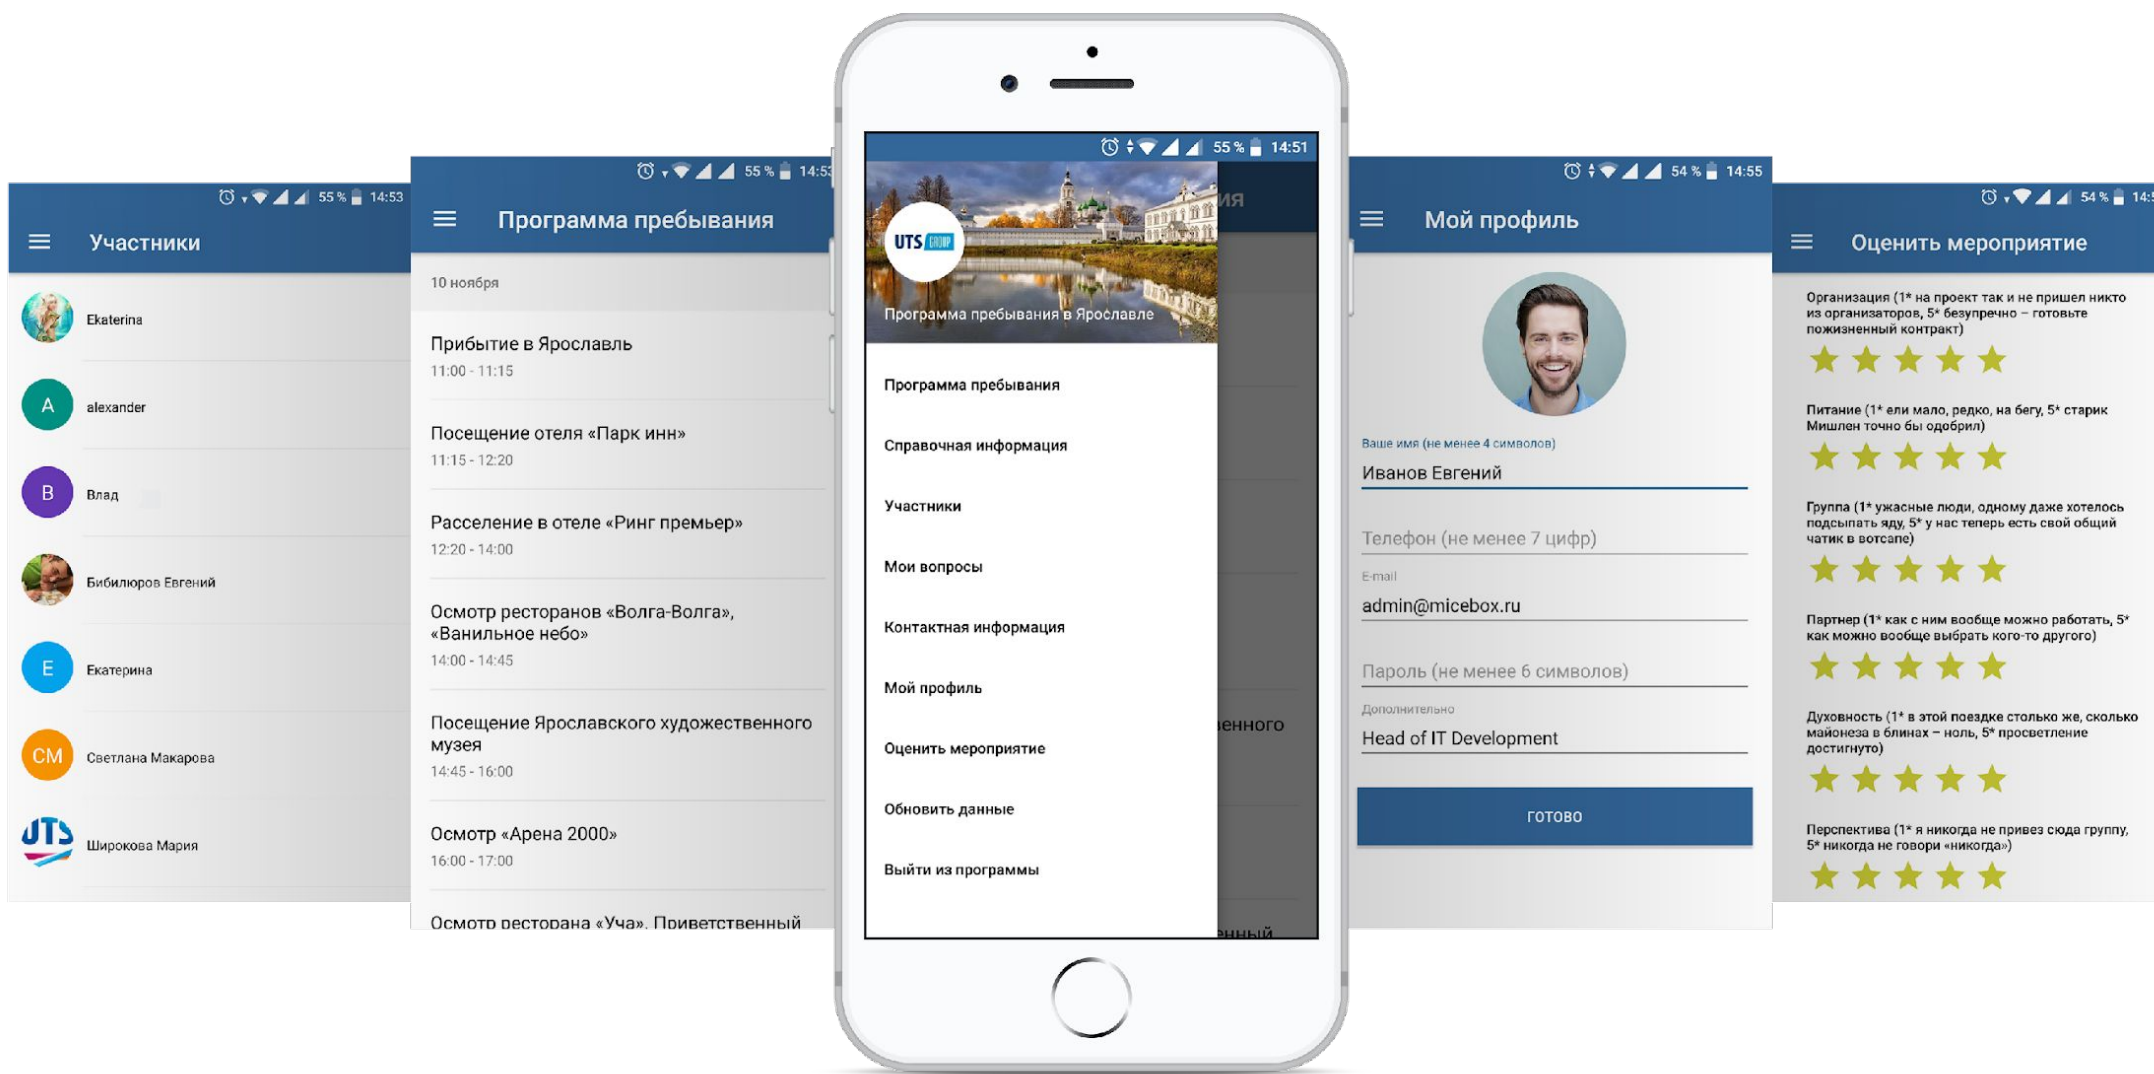 55 % 14:53
Участники
Ekaterina
A
alexander
В
Влад
Бибилюров Евгений
Е
Екатерина
СМ
Светлана Макарова
UTS
Широкова Мария
55 % 14:53
Программа пребывания
10 ноября
Прибытие в Ярославль
11:00 - 11:15
Посещение отеля «Парк инн»
11:15 - 12:20
Расселение в отеле «Ринг премьер»
12:20 - 14:00
Осмотр ресторанов «Волга-Волга»,
«Ванильное небо»
14:00 - 14:45
Посещение Ярославского художественного
музея
14:45 - 16:00
Осмотр «Арена 2000»
16:00 - 17:00
Осмотр ресторана «Уча». Приветственный
55 % 14:51
ия
UTS GROUP
Программа пребывания в Ярославле
Программа пребывания
Справочная информация
Участники
Мои вопросы
Контактная информация
Мой профиль
венного
Оценить мероприятие
Обновить данные
Выйти из программы
енный
54 % 14:55
Мой профиль
Ваше имя (не менее 4 символов)
Иванов Евгений
Телефон (не менее 7 цифр)
E-mail
admin@micebox.ru
Пароль (не менее 6 символов)
Дополнительно
Head of IT Development
ГОТОВО
54 % 14:5
Оценить мероприятие
Организация (1* на проект так и не пришел никто
из организаторов, 5* безупречно – готовьте
пожизненный контракт)
Питание (1* ели мало, редко, на бегу, 5* старик
Мишлен точно бы одобрил)
Группа (1* ужасные люди, одному даже хотелось
подсыпать яду, 5* у нас теперь есть свой общий
чатик в вотсапе)
Партнер (1* как с ним вообще можно работать, 5*
как можно вообще выбрать кого-то другого)
Духовность (1* в этой поездке столько же, сколько
майонеза в блинах – ноль, 5* просветление
достигнуто)
Перспектива (1* я никогда не привез сюда группу,
5* никогда не говори «никогда»)